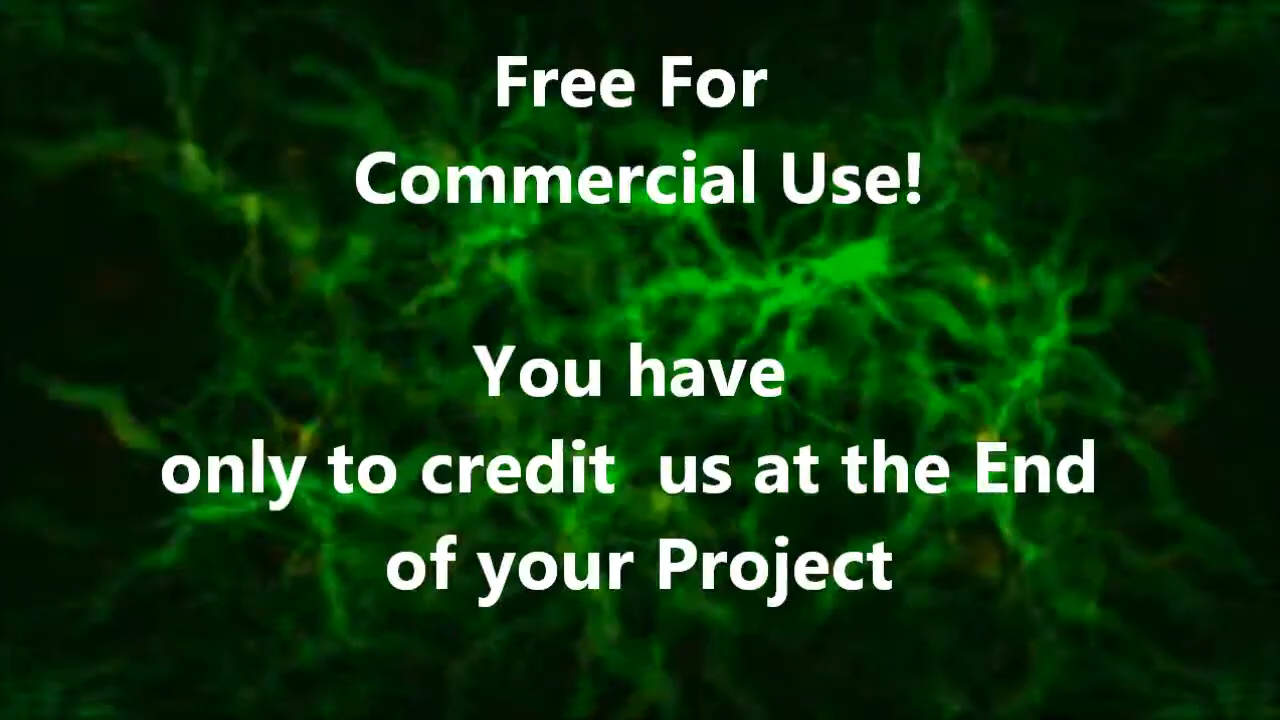 Free For
Commercial Use!
You have
only to credit  us at the End
of your Project